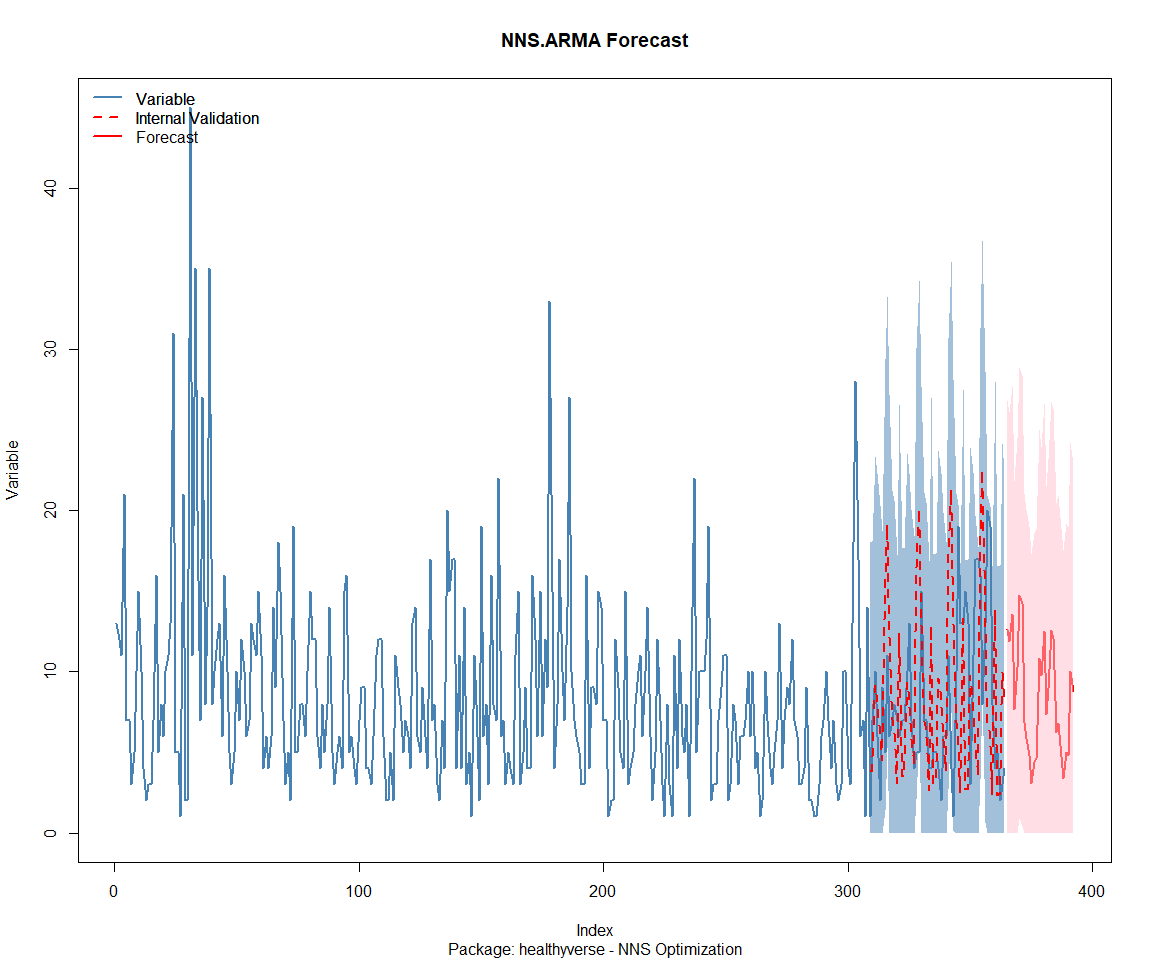 NNS.ARMA Forecast
Variable
Internal Validation
Forecast
40
30
20
10
0
Variable
0
100
200
300
400
Index
Package: healthyverse - NNS Optimization